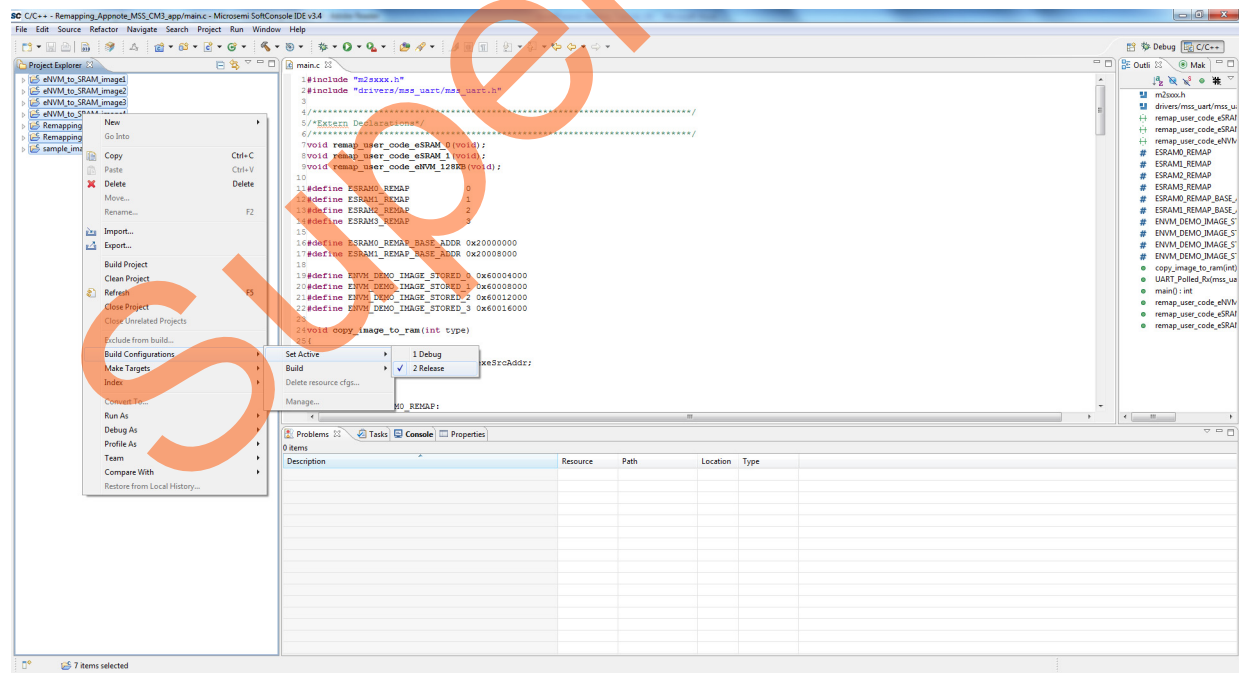 C/C++ - Remapping_Appnote_MSS_CM3_app/main.c - Microsemi SoftConsole IDE v3.4
File Edit Source Refactor Navigate Search Project Run Window Help
Debug C/C++
Project Explorer
eNVM_to_SRAM_image1
eNVM_to_SRAM_image2
eNVM_to_SRAM_image3
eNVM_to_SRAM_image4
Remapping
Remapping
sample_ima
New
Go Into
Copy Ctrl+C
Paste Ctrl+V
Delete Delete
Move...
Rename... F2
Import...
Export...
Build Project
Clean Project
Refresh F5
Close Project
Close Unrelated Projects
Exclude from build...
Build Configurations
Make Targets
Index
Convert To...
Run As
Debug As
Profile As
Team
Compare With
Restore from Local History...
Set Active
Build
Delete resource cfgs...
Manage...
1 Debug
2 Release
main.c
1 #include "m2sxxx.h"
2 #include "drivers/mss_uart/mss_uart.h"
3
4 /*****************************************************************************/
5 /*Extern Declarations*/
6 /*****************************************************************************/
7 void remap_user_code_eSRAM_0(void);
8 void remap_user_code_eSRAM_1(void);
9 void remap_user_code_eNVM_128KB(void);
10
11 #define ESRAM0_REMAP 0
12 #define ESRAM1_REMAP 1
13 #define ESRAM2_REMAP 2
14 #define ESRAM3_REMAP 3
15
16 #define ESRAM0_REMAP_BASE_ADDR 0x20000000
17 #define ESRAM1_REMAP_BASE_ADDR 0x20008000
18
19 #define ENVM_DEMO_IMAGE_STORED_0 0x60004000
20 #define ENVM_DEMO_IMAGE_STORED_1 0x60008000
21 #define ENVM_DEMO_IMAGE_STORED_2 0x60012000
22 #define ENVM_DEMO_IMAGE_STORED_3 0x60016000
23
24 void copy_image_to_ram(int type)
25 {
xeSrcAddr;
M0_REMAP:
Outli Mak
m2sxxx.h
drivers/mss_uart/mss_ua
remap_user_code_eSRAM
remap_user_code_eSRAM
remap_user_code_eNVM
ESRAM0_REMAP
ESRAM1_REMAP
ESRAM2_REMAP
ESRAM3_REMAP
ESRAM0_REMAP_BASE_
ESRAM1_REMAP_BASE_
ENVM_DEMO_IMAGE_S
ENVM_DEMO_IMAGE_S
ENVM_DEMO_IMAGE_S
ENVM_DEMO_IMAGE_S
copy_image_to_ram(int)
UART_Polled_Rx(mss_ua
main() : int
remap_user_code_eNVM
remap_user_code_eSRAM
remap_user_code_eSRAM
Problems Tasks Console Properties
0 items
Description Resource Path Location Type
7 items selected
Super